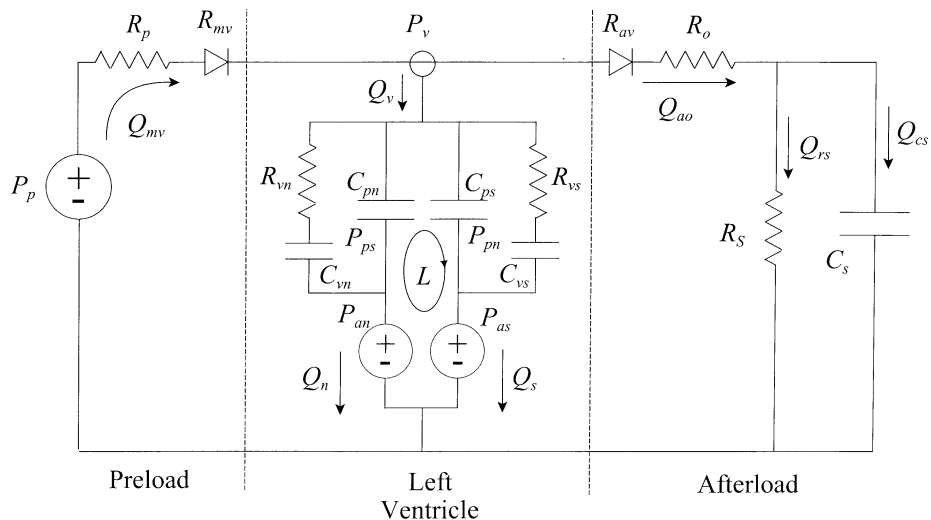 R_p
R_mv
P_v
R_av
R_o
Q_mv
Q_v
Q_ao
Q_rs
Q_cs
P_p
+
-
R_vn
C_pn
C_ps
R_vs
P_ps
P_pn
R_S
C_s
C_vn
L
C_vs
P_an
P_as
+
-
+
-
Q_n
Q_s
Preload
Left
Ventricle
Afterload